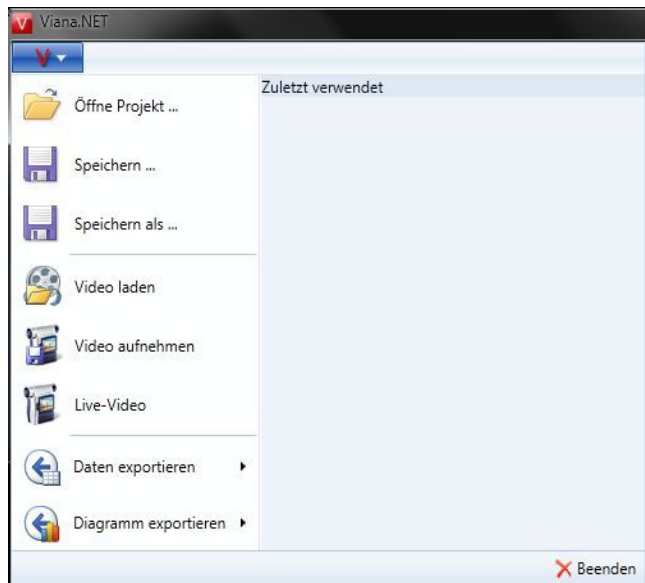 Viana.NET
Zuletzt verwendet
Öffne Projekt ...
Speichern ...
Speichern als ...
Video laden
Video aufnehmen
Live-Video
Daten exportieren
Diagramm exportieren
Beenden